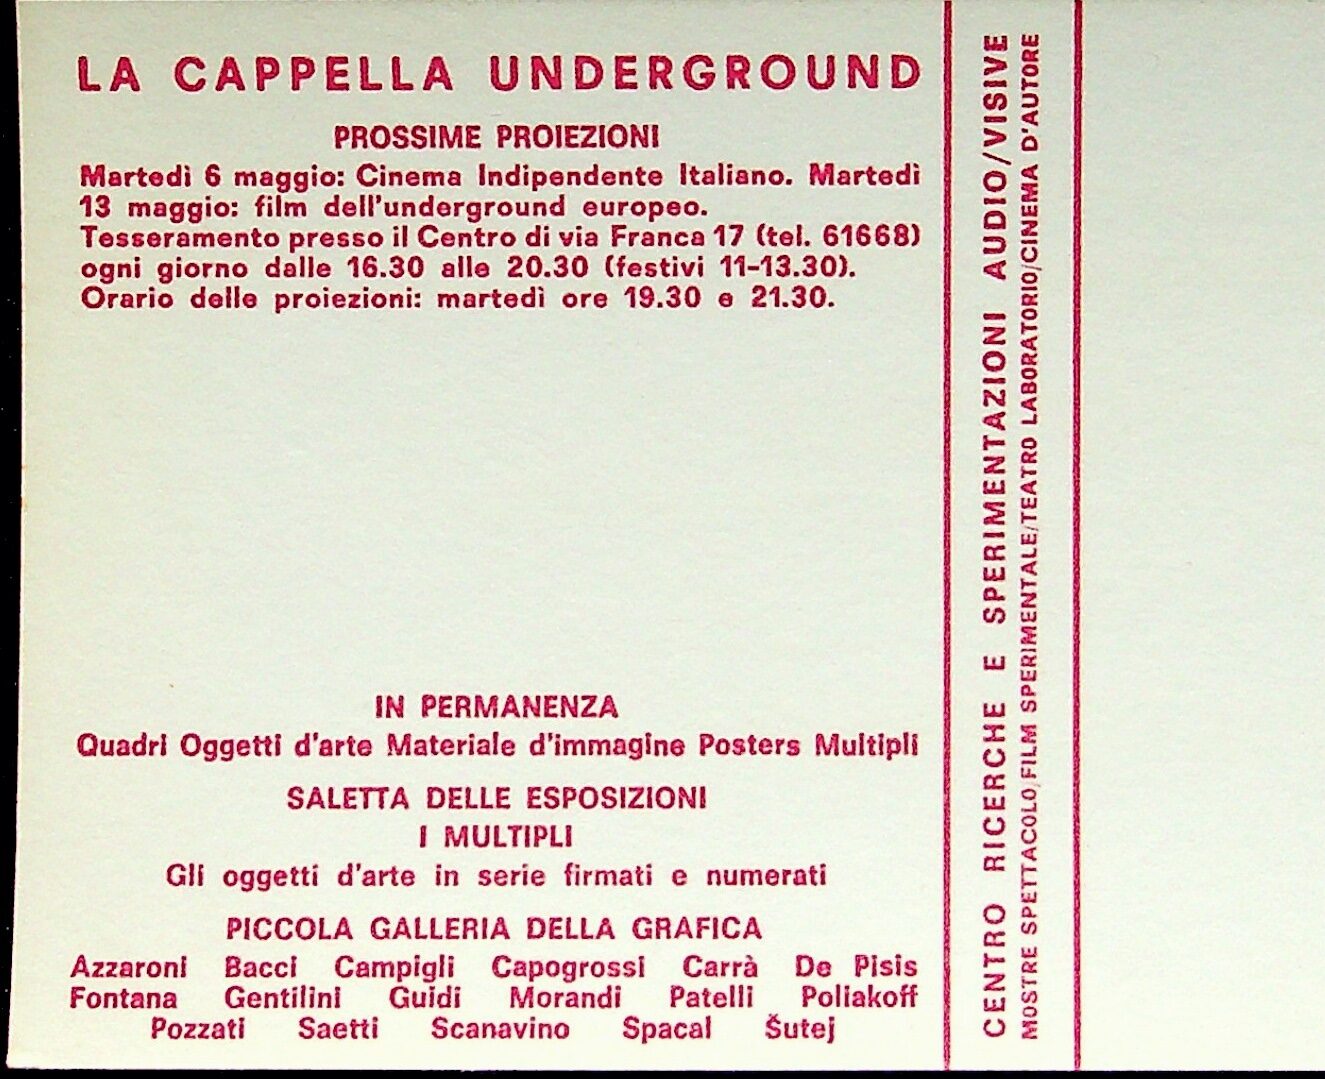 LA CAPPELLA UNDERGROUND
PROSSIME PROIEZIONI
Martedì 6 maggio: Cinema Indipendente Italiano. Martedì
13 maggio: film dell'underground europeo.
Tesseramento presso il Centro di via Franca 17 (tel. 61668)
ogni giorno dalle 16.30 alle 20.30 (festivi 11-13.30).
Orario delle proiezioni: martedì ore 19.30 e 21.30.
IN PERMANENZA
Quadri Oggetti d'arte Materiale d'immagine Posters Multipli
SALETTA DELLE ESPOSIZIONI
I MULTIPLI
Gli oggetti d'arte in serie firmati e numerati
PICCOLA GALLERIA DELLA GRAFICA
Azzaroni Bacci Campigli Capogrossi Carrà De Pisis
Fontana Gentilini Guidi Morandi Patelli Poliakoff
Pozzati Saetti Scanavino Spacal Šutej
CENTRO RICERCHE E SPERIMENTAZIONI AUDIO/VISIVE
MOSTRE SPETTACOLO/FILM SPERIMENTALE/TEATRO LABORATORIO/CINEMA D'AUTORE